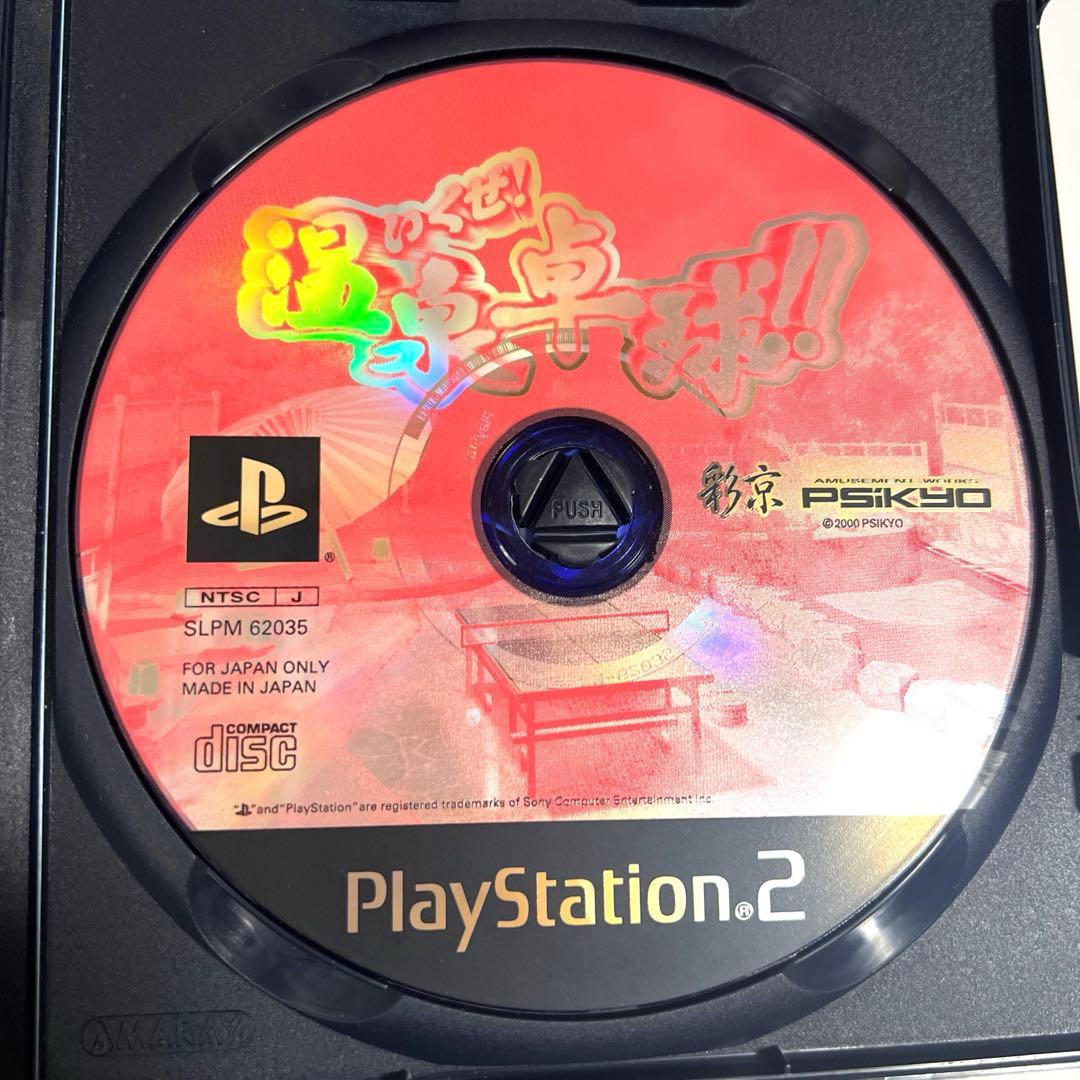 いくぜ!
温泉卓球!!
PUSH
彩京
AMUSEMENT WORKS
PSiKYO
©2000 PSIKYO
NTSC J
SLPM 62035
FOR JAPAN ONLY
MADE IN JAPAN
COMPACT
disc
" "and "PlayStation" are registered trademarks of Sony Computer Entertainment Inc.
PlayStation®2
AMARAY